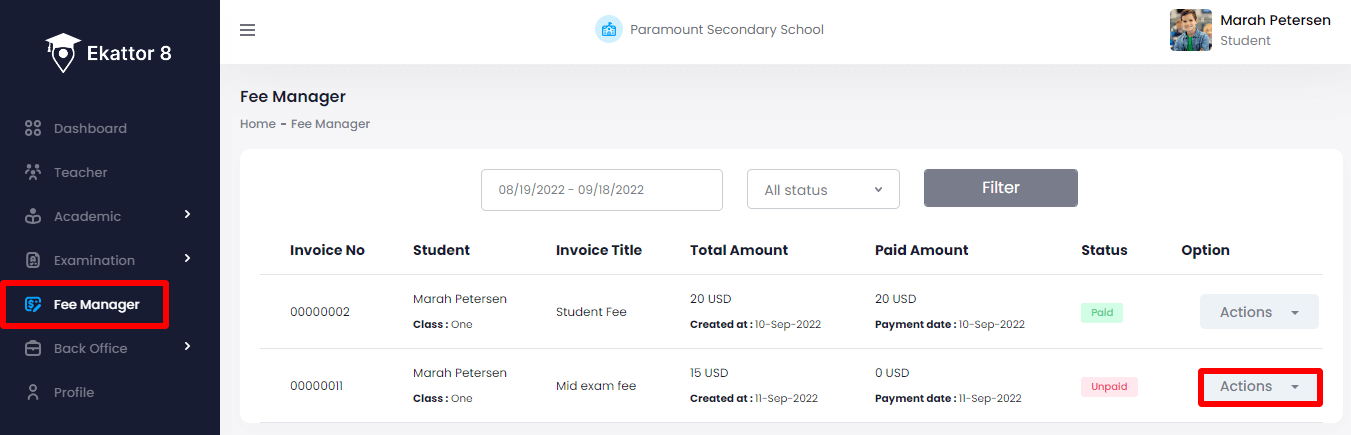 Ekattor 8
Paramount Secondary School
Marah Petersen
Student
Dashboard
Teacher
Academic
Examination
Fee Manager
Back Office
Profile
Fee Manager
Home - Fee Manager
08/19/2022 - 09/18/2022
All status
Filter
Invoice No Student Invoice Title Total Amount Paid Amount Status Option
00000002 Marah Petersen Student Fee 20 USD 20 USD Paid Actions
Class : One Created at : 10-Sep-2022 Payment date : 10-Sep-2022
00000011 Marah Petersen Mid exam fee 15 USD 0 USD Unpaid Actions
Class : One Created at : 11-Sep-2022 Payment date : 11-Sep-2022